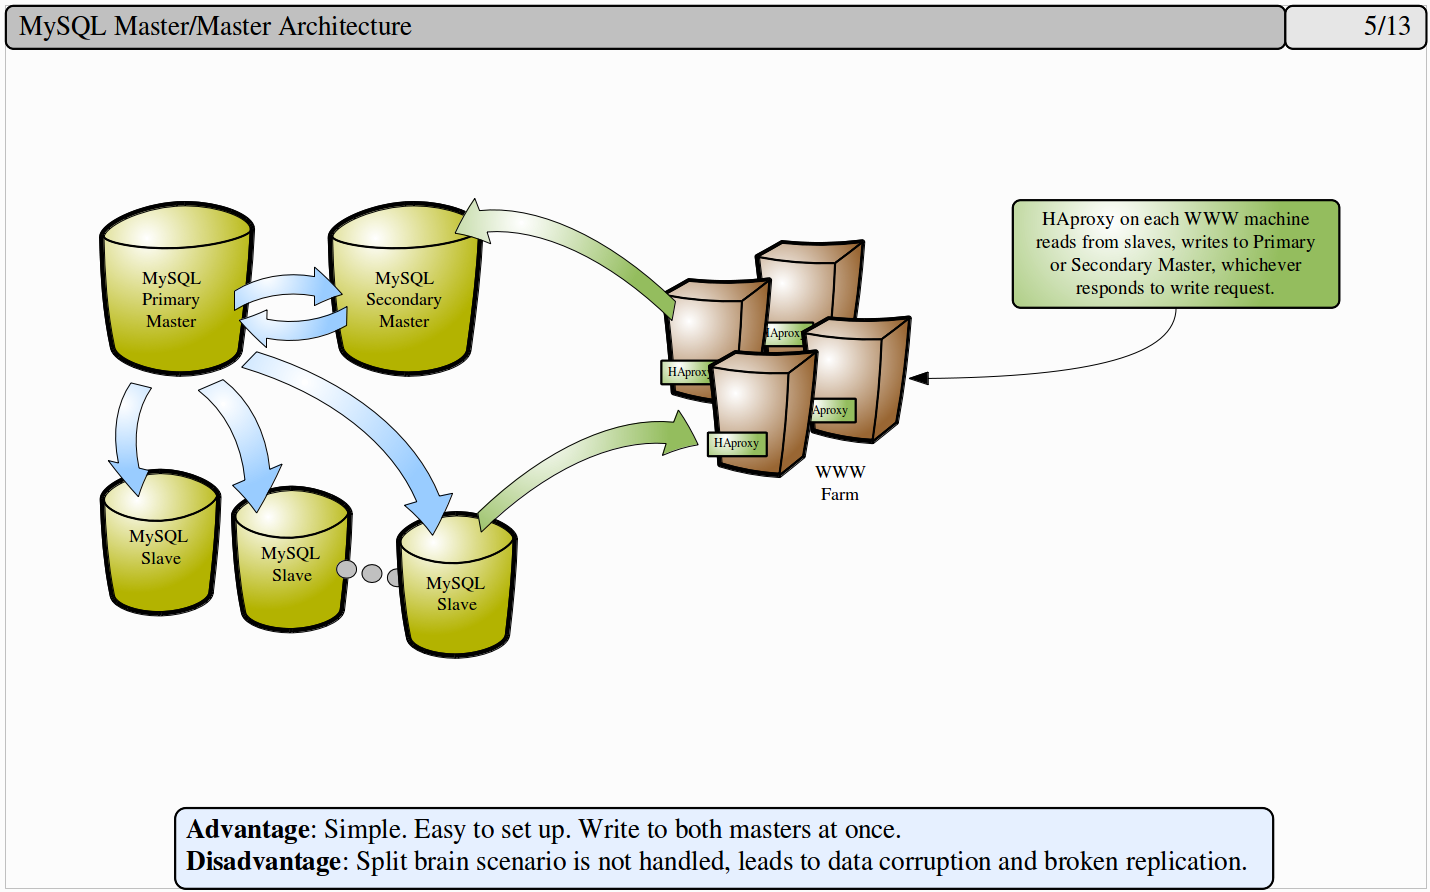 MySQL Master/Master Architecture
5/13
HAproxy on each WWW machine
reads from slaves, writes to Primary
or Secondary Master, whichever
responds to write request.
MySQL
Primary
Master
MySQL
Secondary
Master
HAproxy
HAproxy
Aproxy
HAproxy
WWW
Farm
MySQL
Slave
MySQL
Slave
MySQL
Slave
Advantage: Simple. Easy to set up. Write to both masters at once.
Disadvantage: Split brain scenario is not handled, leads to data corruption and broken replication.